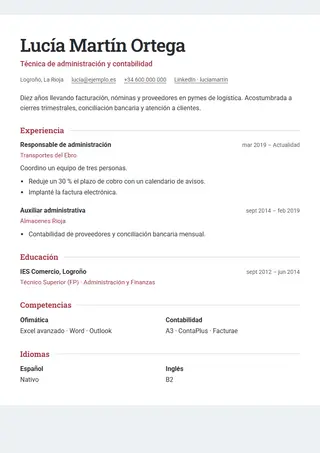 Lucía Martín Ortega
Técnica de administración y contabilidad
Logroño, La Rioja lucia@ejemplo.es +34 600 000 000 LinkedIn · luciamartin
Diez años llevando facturación, nóminas y proveedores en pymes de logística. Acostumbrada a
cierres trimestrales, conciliación bancaria y atención a clientes.
Experiencia
Responsable de administración mar 2019 – Actualidad
Transportes del Ebro
Coordino un equipo de tres personas.
• Reduje un 30 % el plazo de cobro con un calendario de avisos.
• Implanté la factura electrónica.
Auxiliar administrativa sept 2014 – feb 2019
Almacenes Rioja
• Contabilidad de proveedores y conciliación bancaria mensual.
Educación
IES Comercio, Logroño sept 2012 – jun 2014
Técnico Superior (FP) · Administración y Finanzas
Competencias
Ofimática Contabilidad
Excel avanzado · Word · Outlook A3 · ContaPlus · Facturae
Idiomas
Español Inglés
Nativo B2